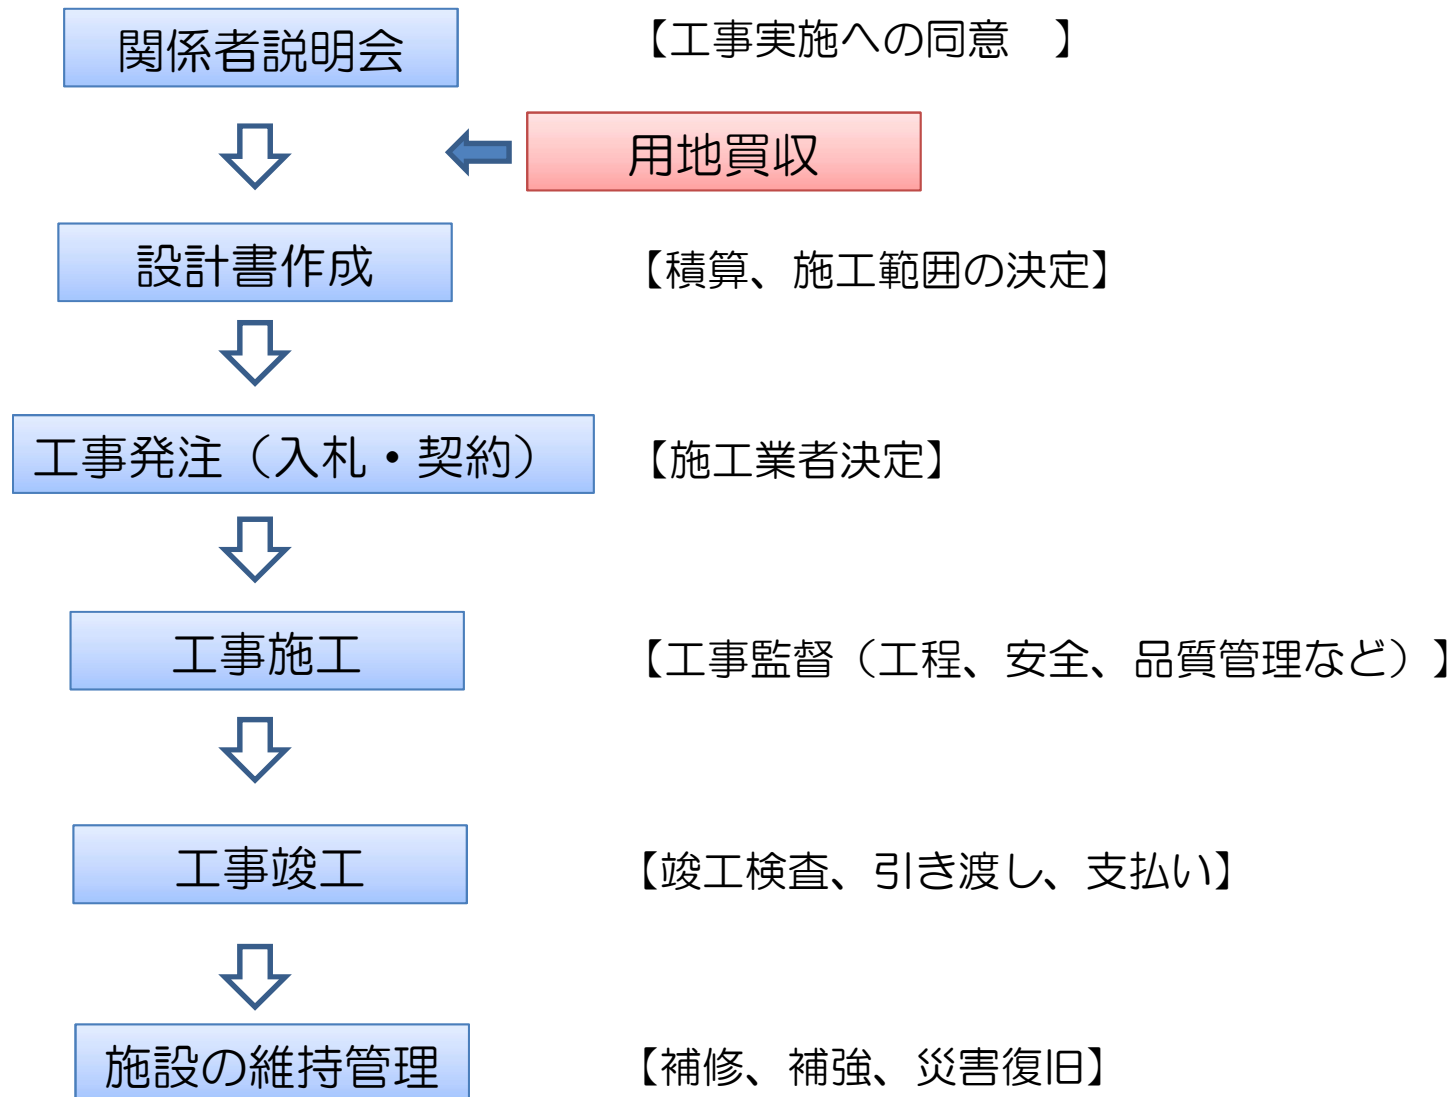 関係者説明会
【工事実施への同意　】
用地買収
設計書作成
【積算、施工範囲の決定】
工事発注（入札・契約）
【施工業者決定】
工事施工
【工事監督（工程、安全、品質管理など）】
工事竣工
【竣工検査、引き渡し、支払い】
施設の維持管理
【補修、補強、災害復旧】